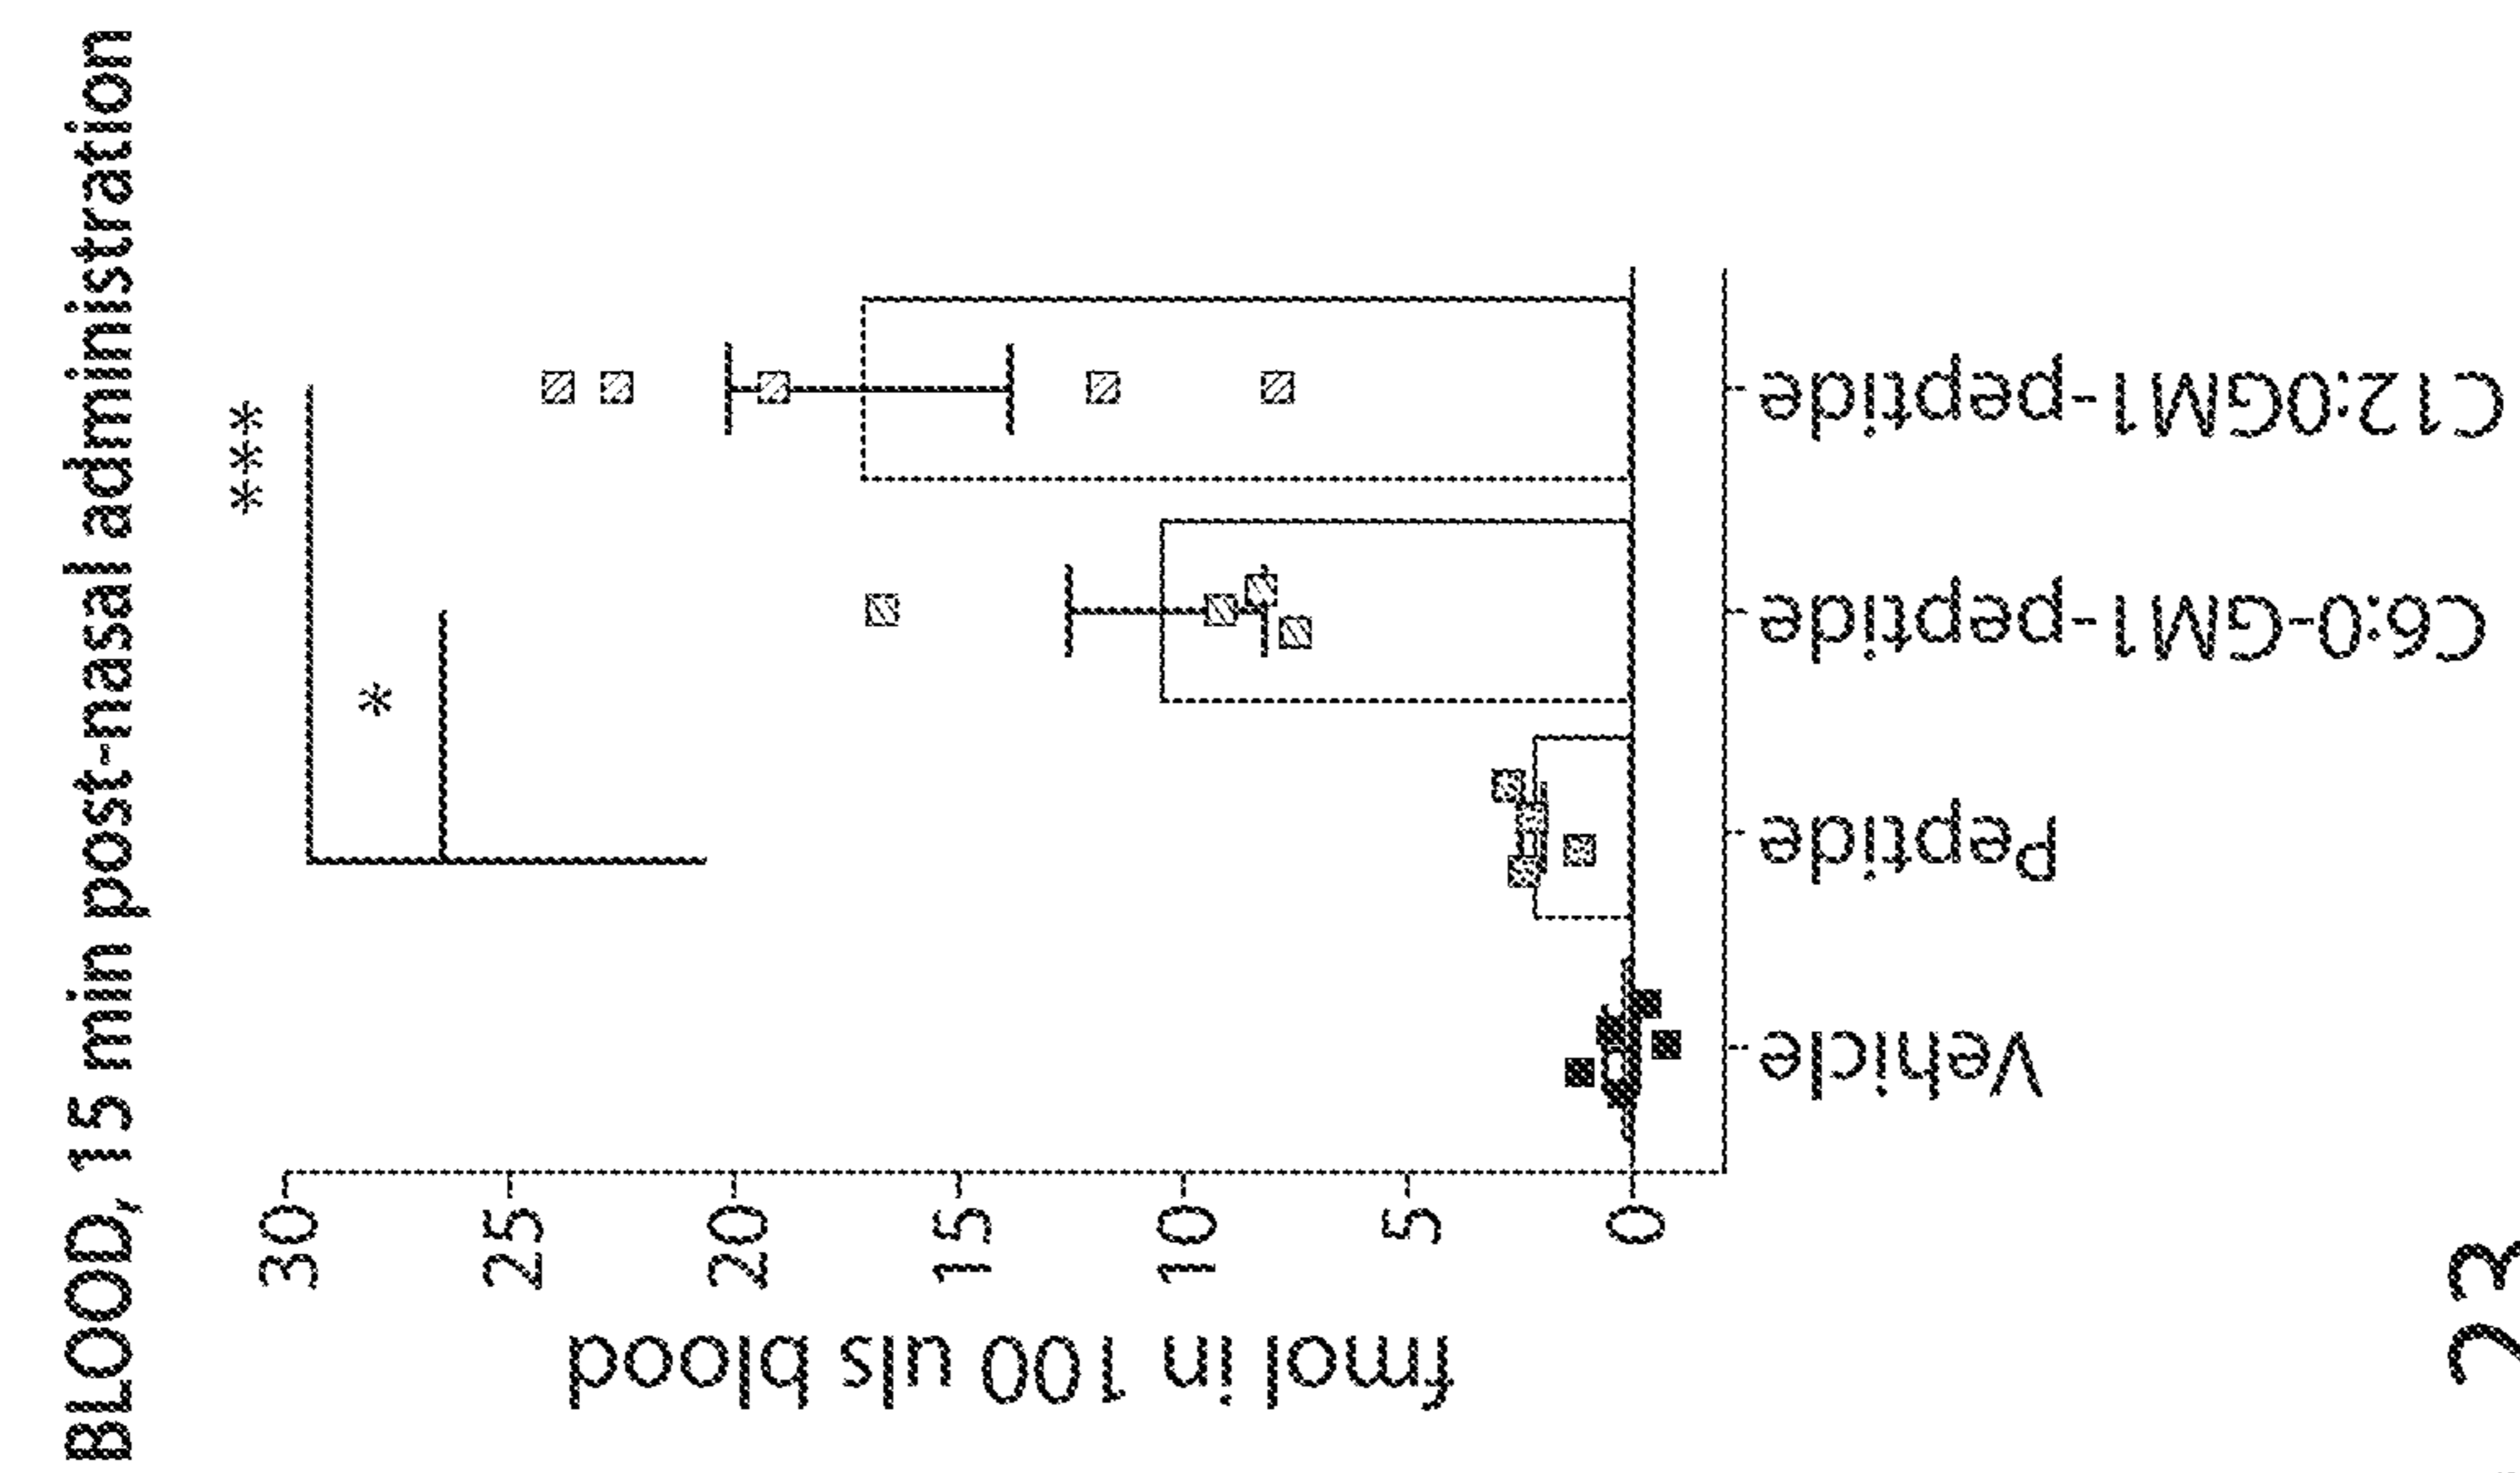 BLOOD, 15 min post-nasal administration
***
*
30
25
20
15
10
5
0
fmol in 100 uls blood
Vehicle
Peptide
C6:0-GM1-peptide
C12:0GM1-peptide